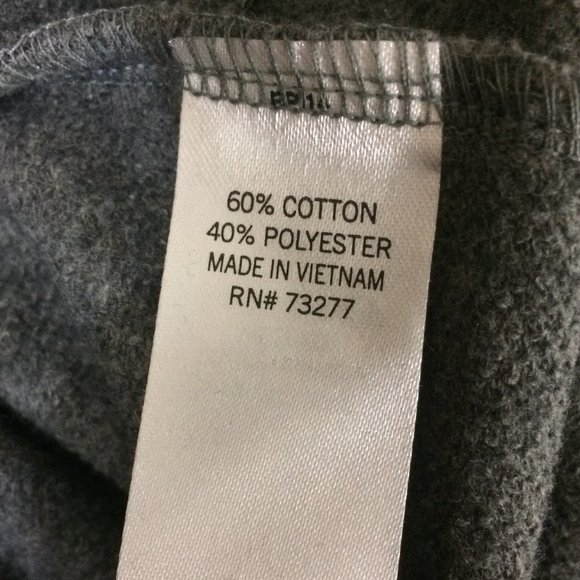 60% COTTON
40% POLYESTER
MADE IN VIETNAM
RN# 73277